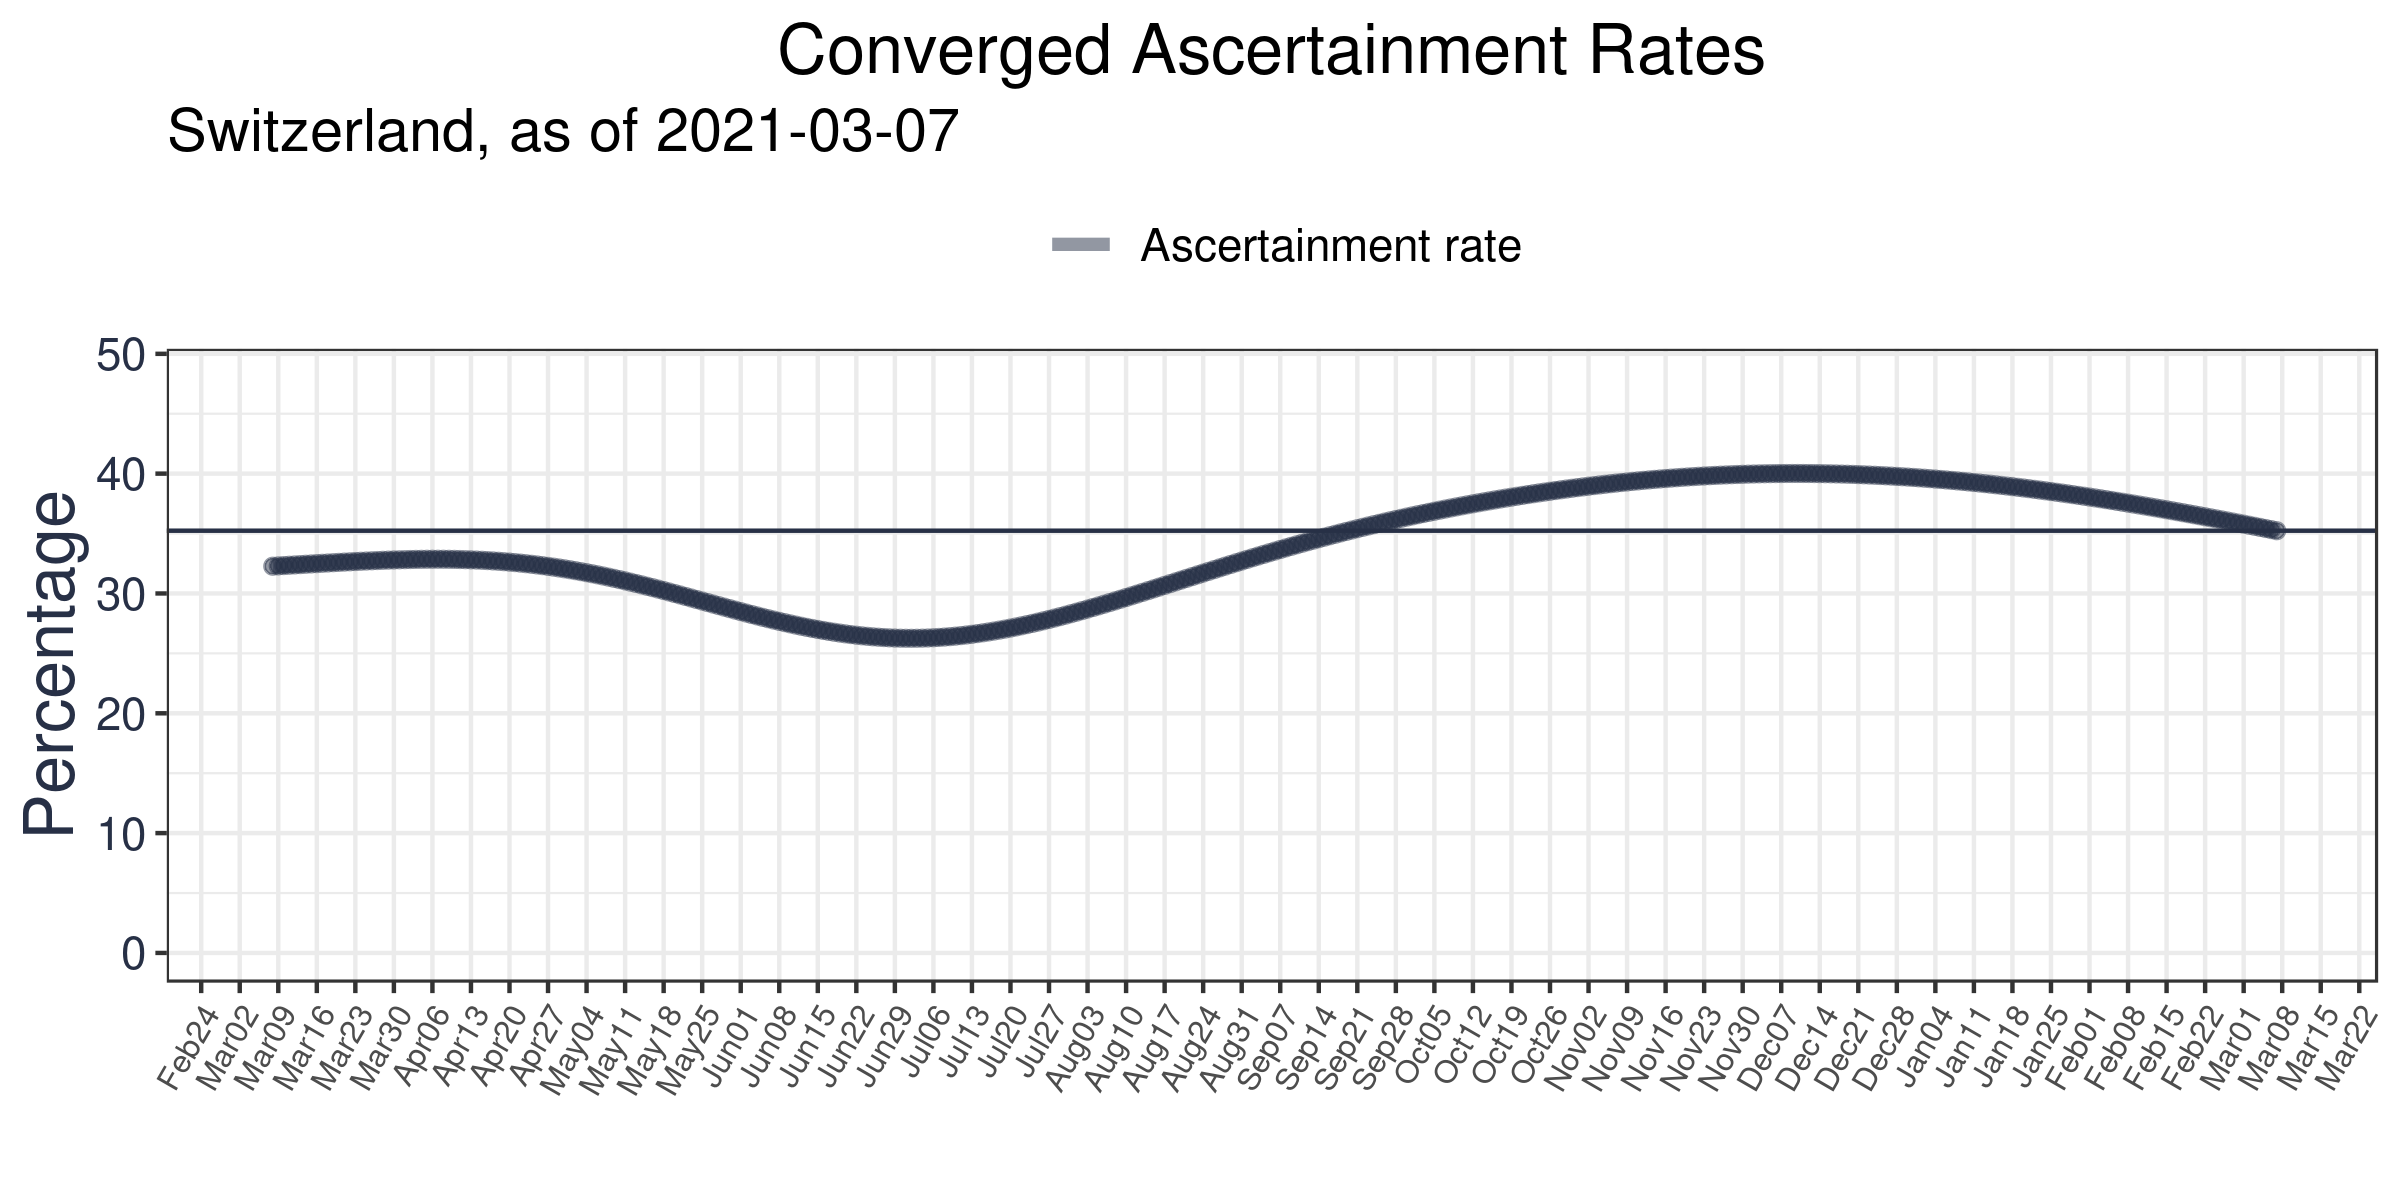 Converged Ascertainment Rates
Switzerland, as of 2021-03-07
Ascertainment rate
Percentage
50
40
30
20
10
0
Feb24 Mar02 Mar09 Mar16 Mar23 Mar30 Apr06 Apr13 Apr20 Apr27 May04 May11 May18 May25 Jun01 Jun08 Jun15 Jun22 Jun29 Jul06 Jul13 Jul20 Jul27 Aug03 Aug10 Aug17 Aug24 Aug31 Sep07 Sep14 Sep21 Sep28 Oct05 Oct12 Oct19 Oct26 Nov02 Nov09 Nov16 Nov23 Nov30 Dec07 Dec14 Dec21 Dec28 Jan04 Jan11 Jan18 Jan25 Feb01 Feb08 Feb15 Feb22 Mar01 Mar08 Mar15 Mar22